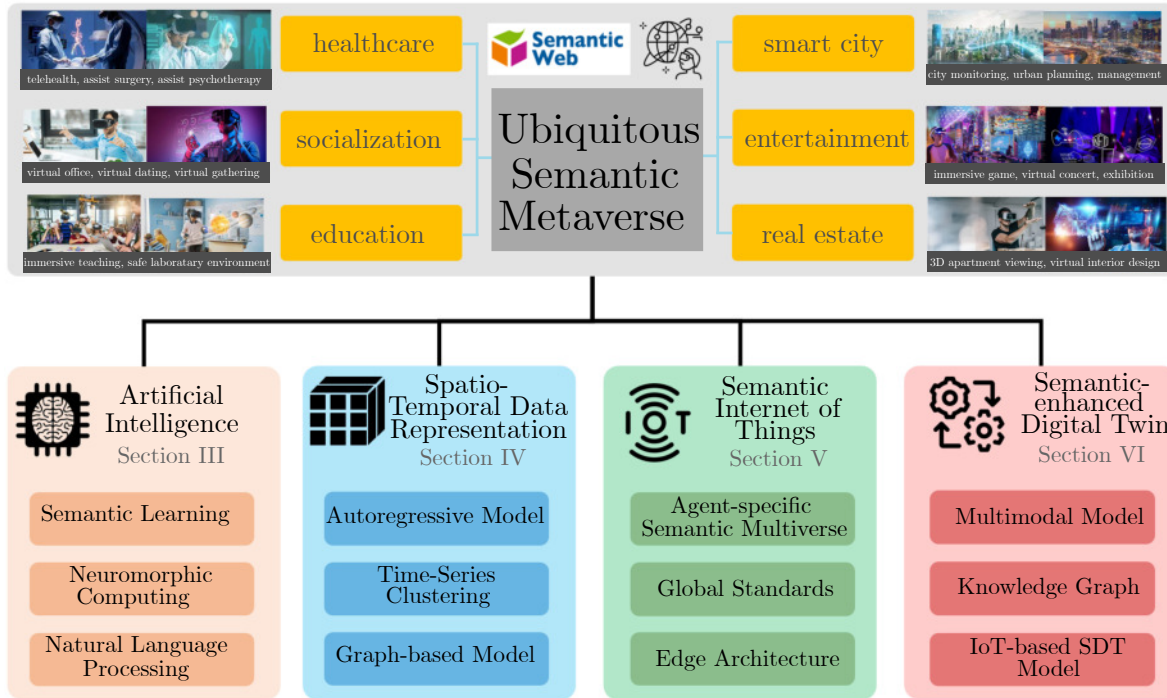 healthcare
Semantic
Web
smart city
telehealth, assist surgery, assist psychotherapy
city monitoring, urban planning, management
socialization
Ubiquitous
Semantic
Metaverse
entertainment
virtual office, virtual dating, virtual gathering
immersive game, virtual concert, exhibition
education
real estate
immersive teaching, safe laboratary environment
3D apartment viewing, virtual interior design
Artificial
Intelligence
Section III
Semantic Learning
Neuromorphic
Computing
Natural Language
Processing
Spatio-
Temporal Data
Representation
Section IV
Autoregressive Model
Time-Series
Clustering
Graph-based Model
IOT
Semantic
Internet of
Things
Section V
Agent-specific
Semantic Multiverse
Global Standards
Edge Architecture
Semantic-
enhanced
Digital Twin
Section VI
Multimodal Model
Knowledge Graph
IoT-based SDT
Model